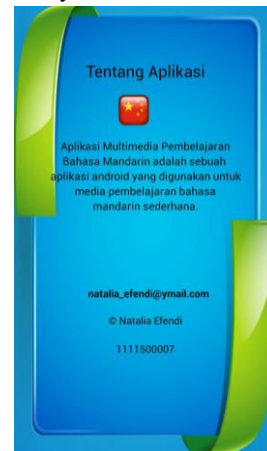 Tentang Aplikasi
Aplikasi Multimedia Pembelajaran
Bahasa Mandarin adalah sebuah
aplikasi android yang digunakan untuk
media pembelajaran bahasa
mandarin sederhana.
natalia_efendi@ymail.com
© Natalia Efendi
1111500007